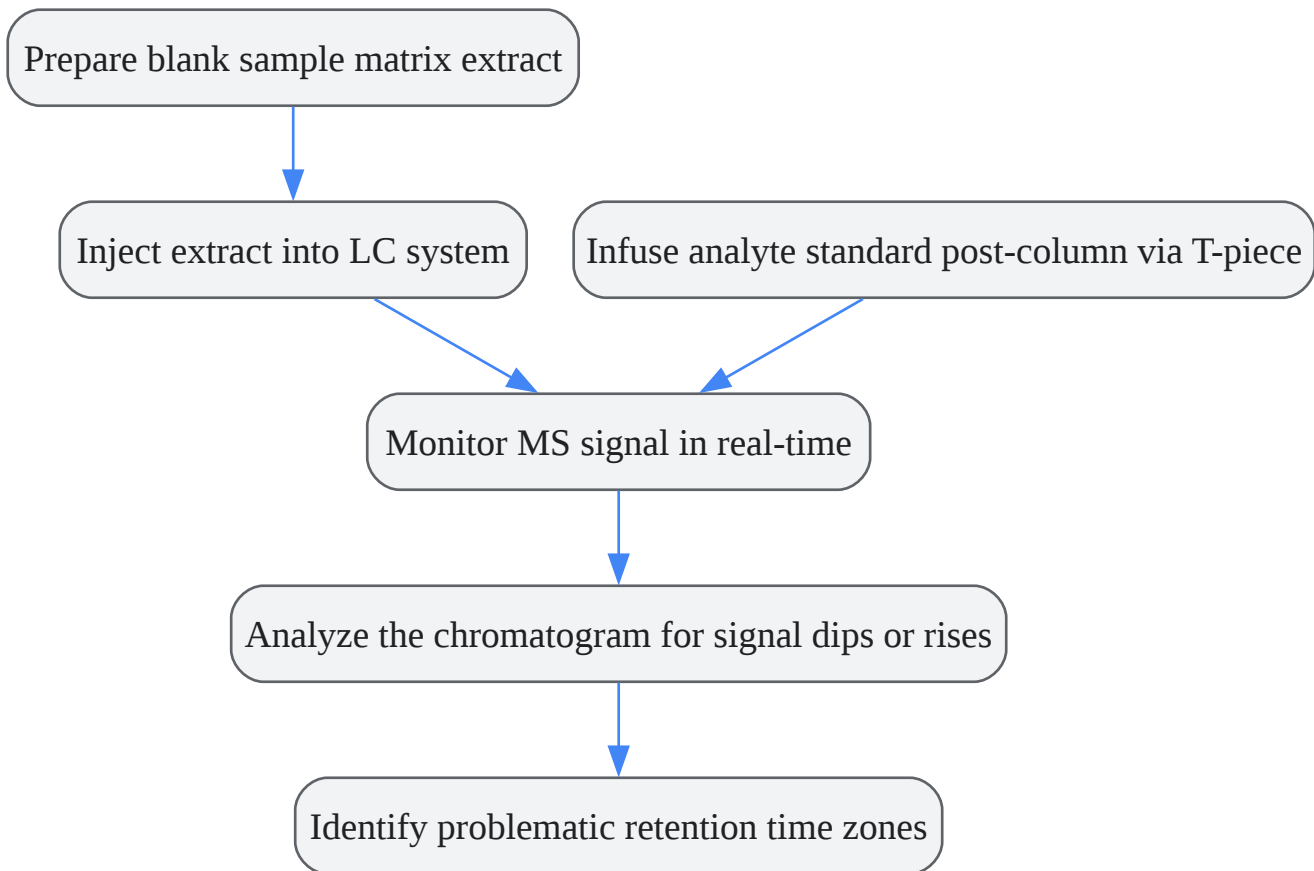 Prepare blank sample matrix extract
Inject extract into LC system
Infuse analyte standard post-column via T-piece
Monitor MS signal in real-time
Analyze the chromatogram for signal dips or rises
Identify problematic retention time zones